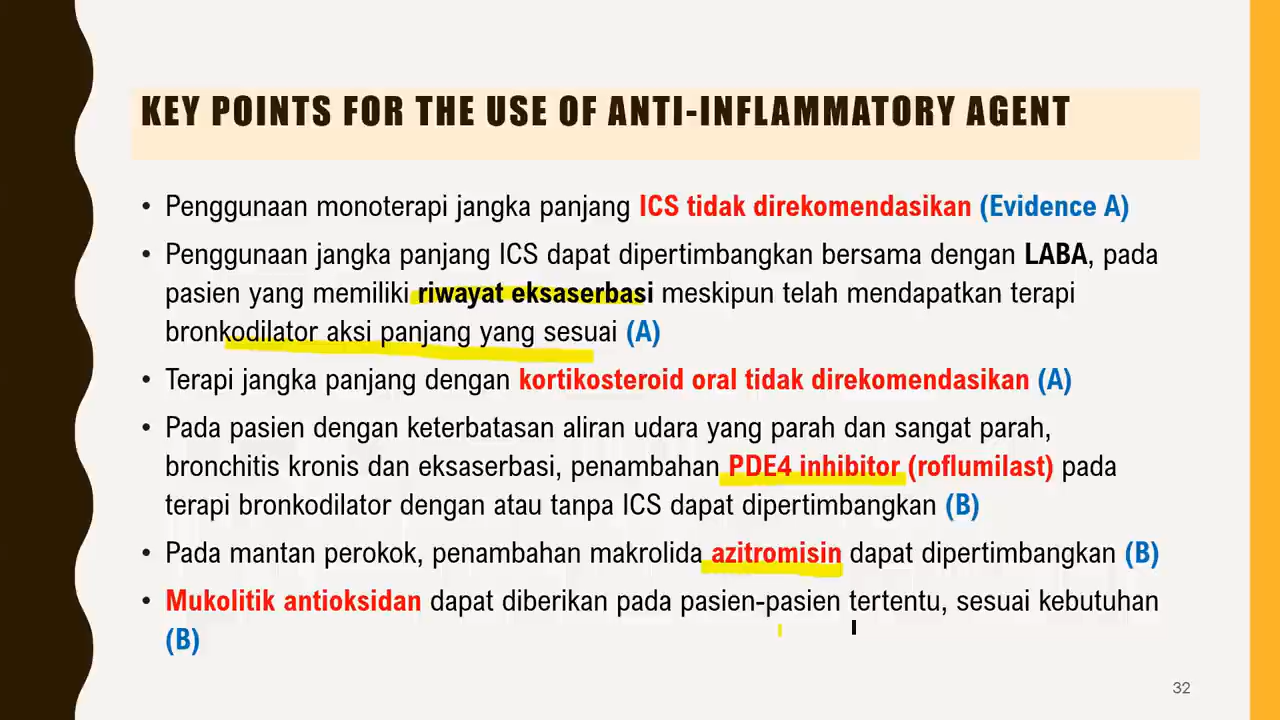 KEY POINTS FOR THE USE OF ANTI-INFLAMMATORY AGENT
• Penggunaan monoterapi jangka panjang ICS tidak direkomendasikan (Evidence A)
• Penggunaan jangka panjang ICS dapat dipertimbangkan bersama dengan LABA, pada
pasien yang memiliki riwayat eksaserbasi meskipun telah mendapatkan terapi
bronkodilator aksi panjang yang sesuai (A)
• Terapi jangka panjang dengan kortikosteroid oral tidak direkomendasikan (A)
• Pada pasien dengan keterbatasan aliran udara yang parah dan sangat parah,
bronchitis kronis dan eksaserbasi, penambahan PDE4 inhibitor (roflumilast) pada
terapi bronkodilator dengan atau tanpa ICS dapat dipertimbangkan (B)
• Pada mantan perokok, penambahan makrolida azitromisin dapat dipertimbangkan (B)
• Mukolitik antioksidan dapat diberikan pada pasien-pasien tertentu, sesuai kebutuhan
(B)
32